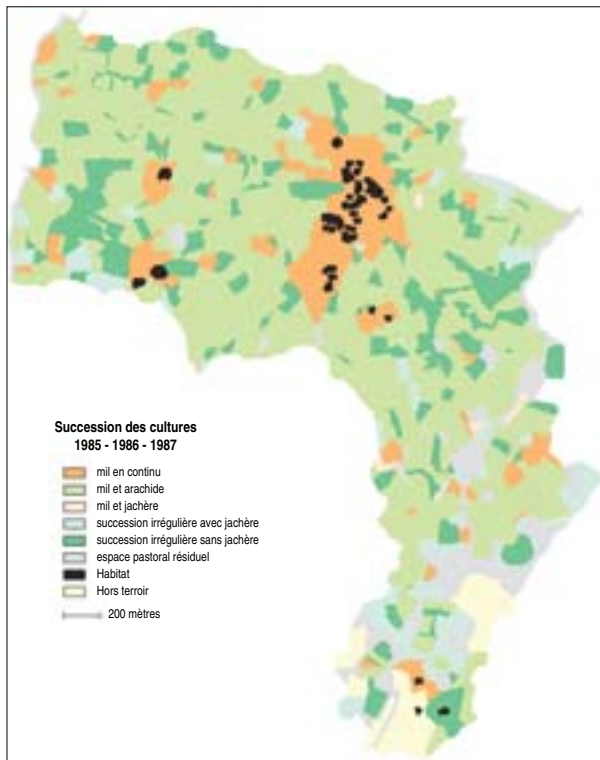 Succession des cultures
1985 - 1986 - 1987
mil en continu
mil et arachide
mil et jachère
succession irrégulière avec jachère
succession irrégulière sans jachère
espace pastoral résiduel
Habitat
Hors terroir
200 mètres